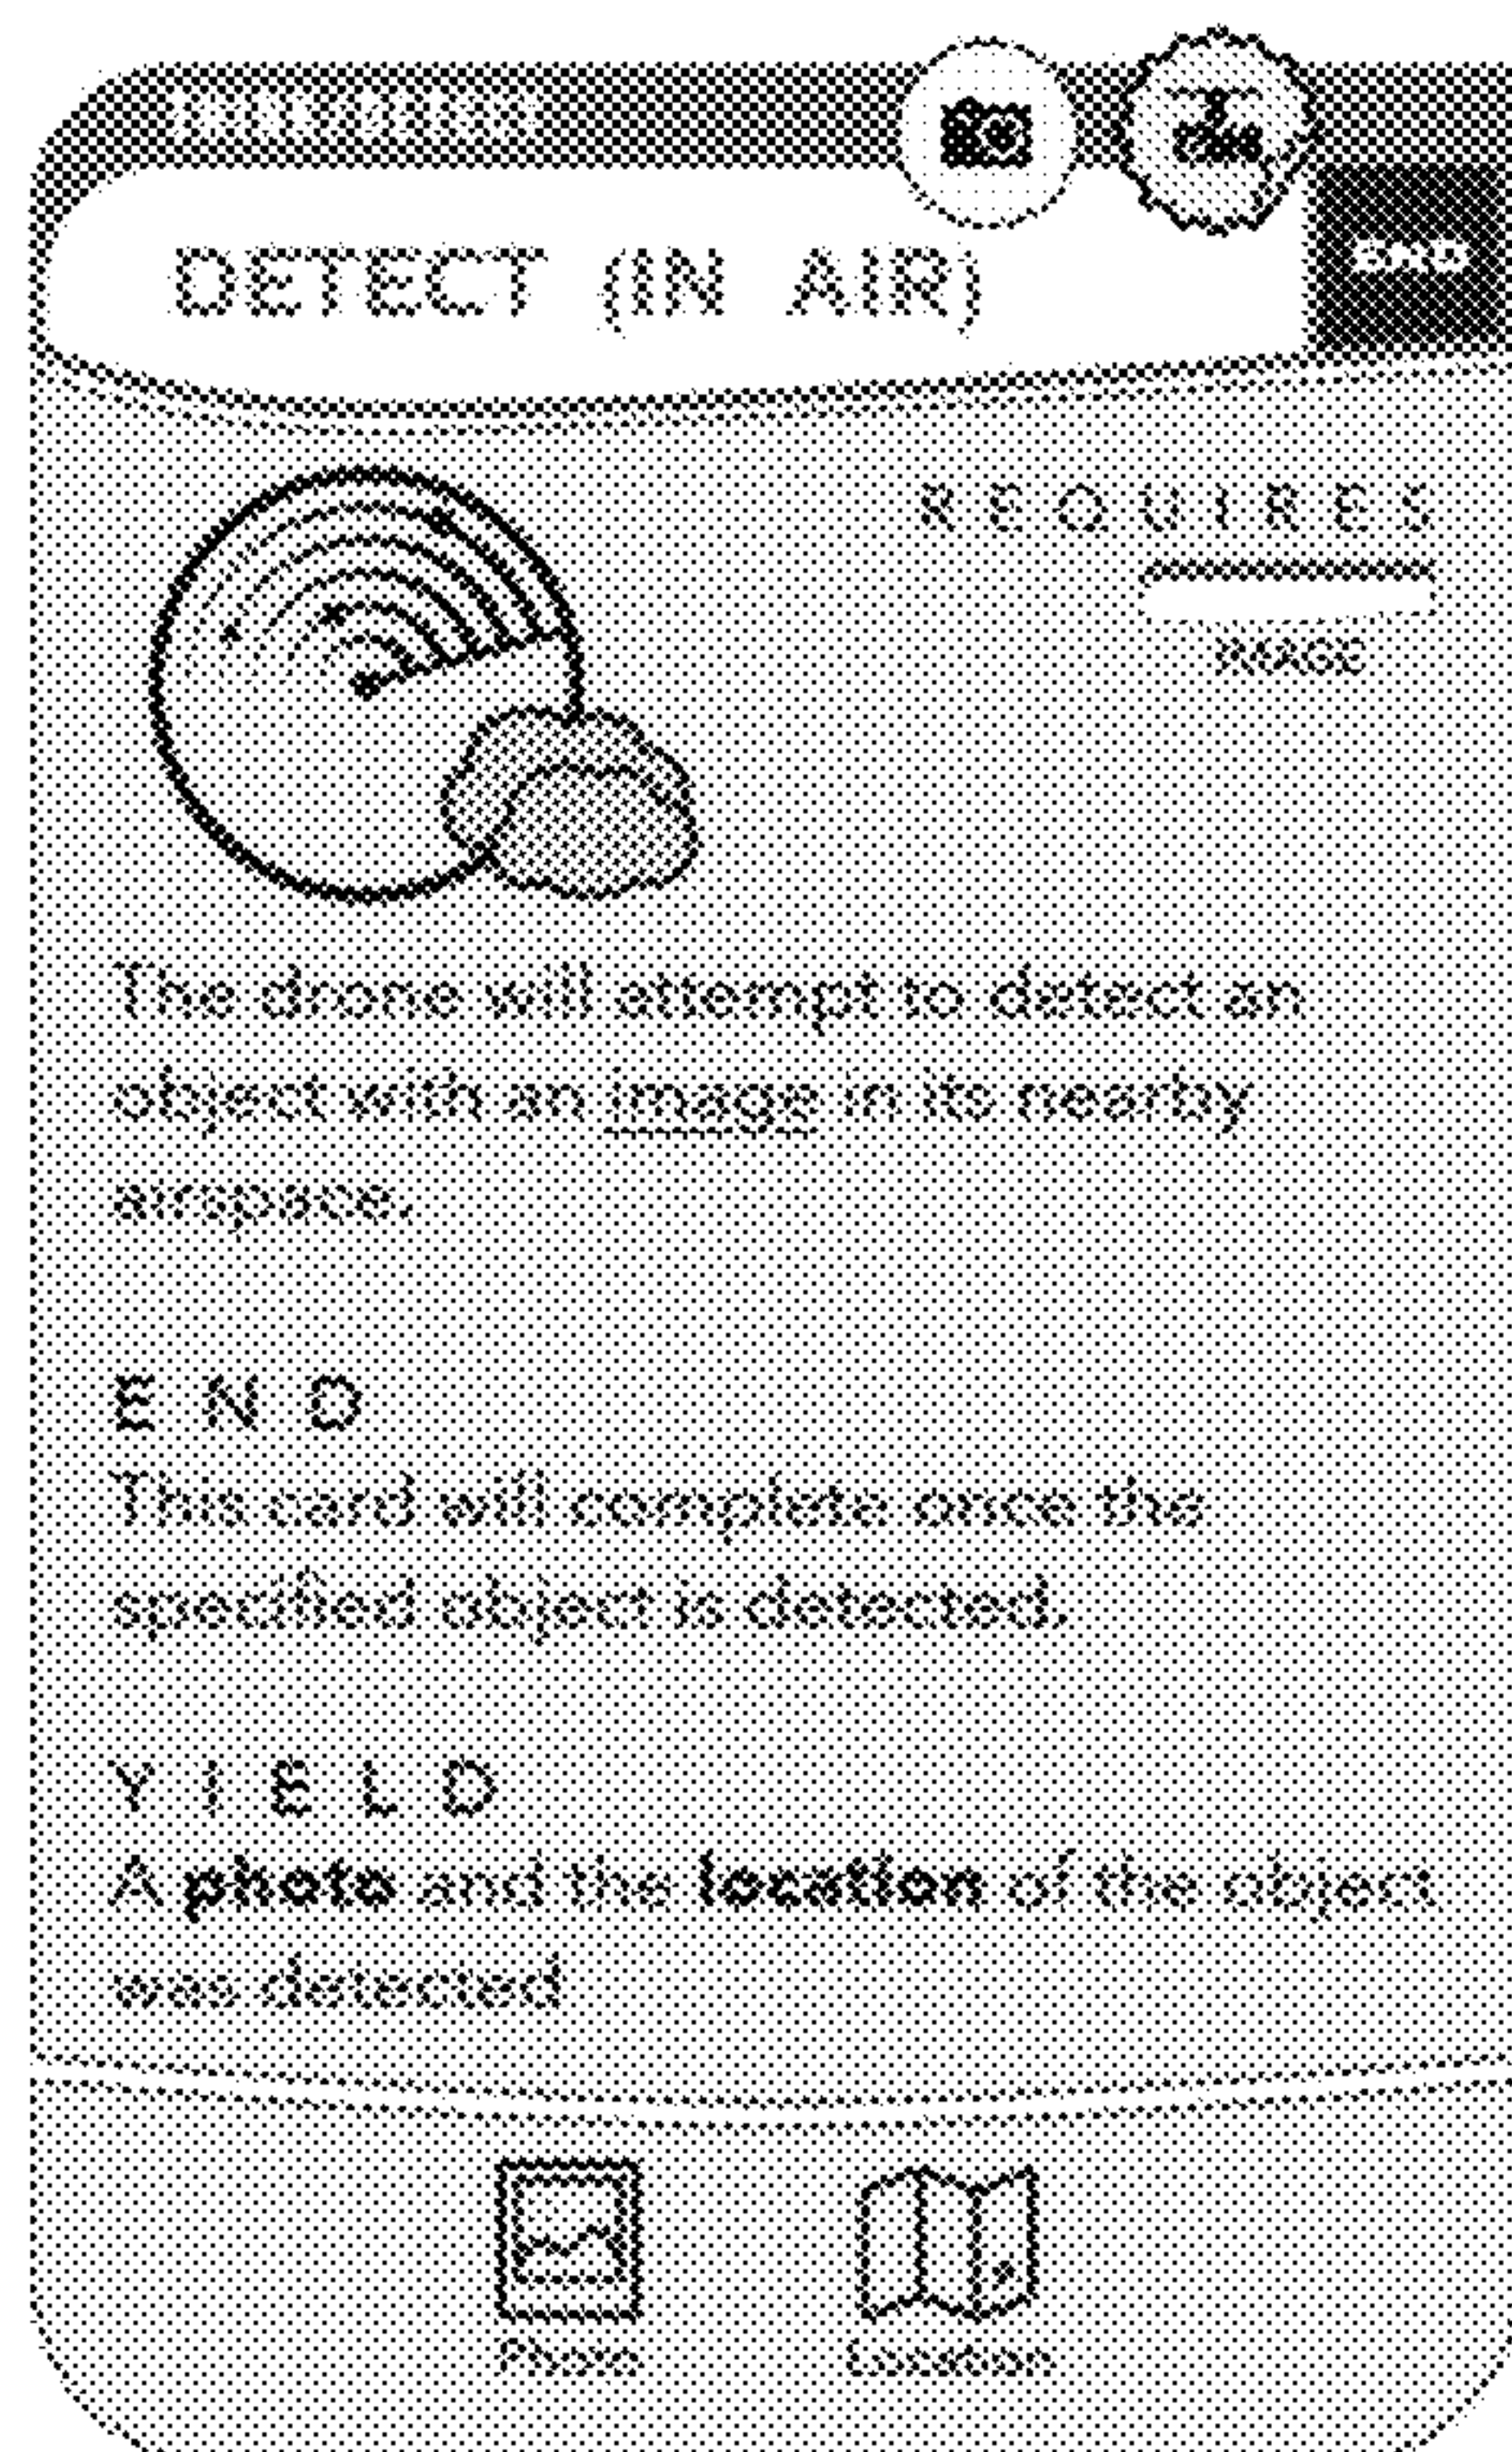 DETECT (IN AIR)
END
REQUIRES
IMAGE
The drone will attempt to detect an
object with an image in its nearby
airspace.
END
This card will complete once the
specified object is detected.
YIELD
A photo and the location of the object
was detected
Photo
Location